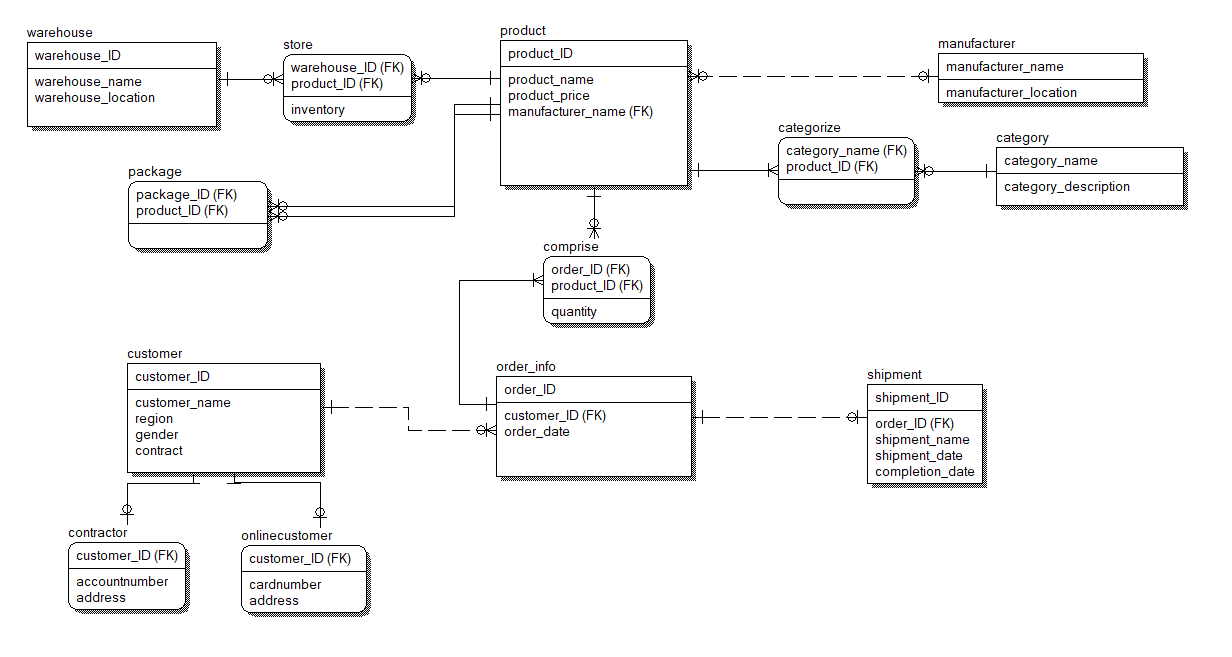 warehouse
warehouse_ID
warehouse_name
warehouse_location
store
warehouse_ID (FK)
product_ID (FK)
inventory
product
product_ID
product_name
product_price
manufacturer_name (FK)
manufacturer
manufacturer_name
manufacturer_location
categorize
category_name (FK)
product_ID (FK)
category
category_name
category_description
package
package_ID (FK)
product_ID (FK)
comprise
order_ID (FK)
product_ID (FK)
quantity
customer
customer_ID
customer_name
region
gender
contract
order_info
order_ID
customer_ID (FK)
order_date
shipment
shipment_ID
order_ID (FK)
shipment_name
shipment_date
completion_date
contractor
customer_ID (FK)
accountnumber
address
onlinecustomer
customer_ID (FK)
cardnumber
address